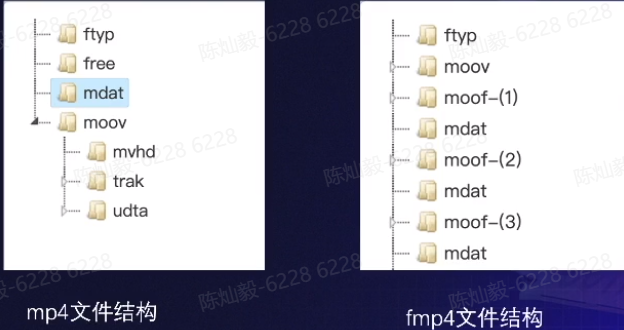 ftyp
free
mdat
moov
mvhd
trak
udta
mp4文件结构
ftyp
moov
moof-(1)
mdat
moof-(2)
mdat
moof-(3)
mdat
fmp4文件结构
陈灿毅-6228 6228